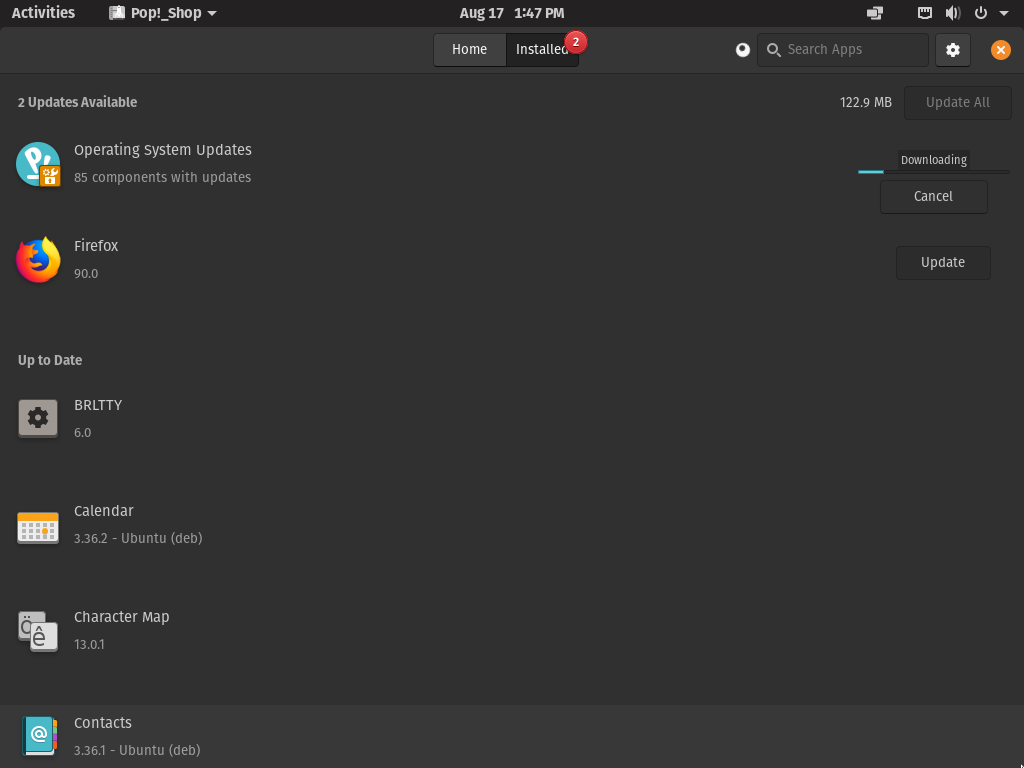 Activities Pop!_Shop Aug 17 1:47 PM
Home Installed 2 Search Apps
2 Updates Available 122.9 MB Update All
Operating System Updates
85 components with updates
Downloading
Cancel
Firefox
90.0
Update
Up to Date
BRLTTY
6.0
Calendar
3.36.2 - Ubuntu (deb)
Character Map
13.0.1
Contacts
3.36.1 - Ubuntu (deb)